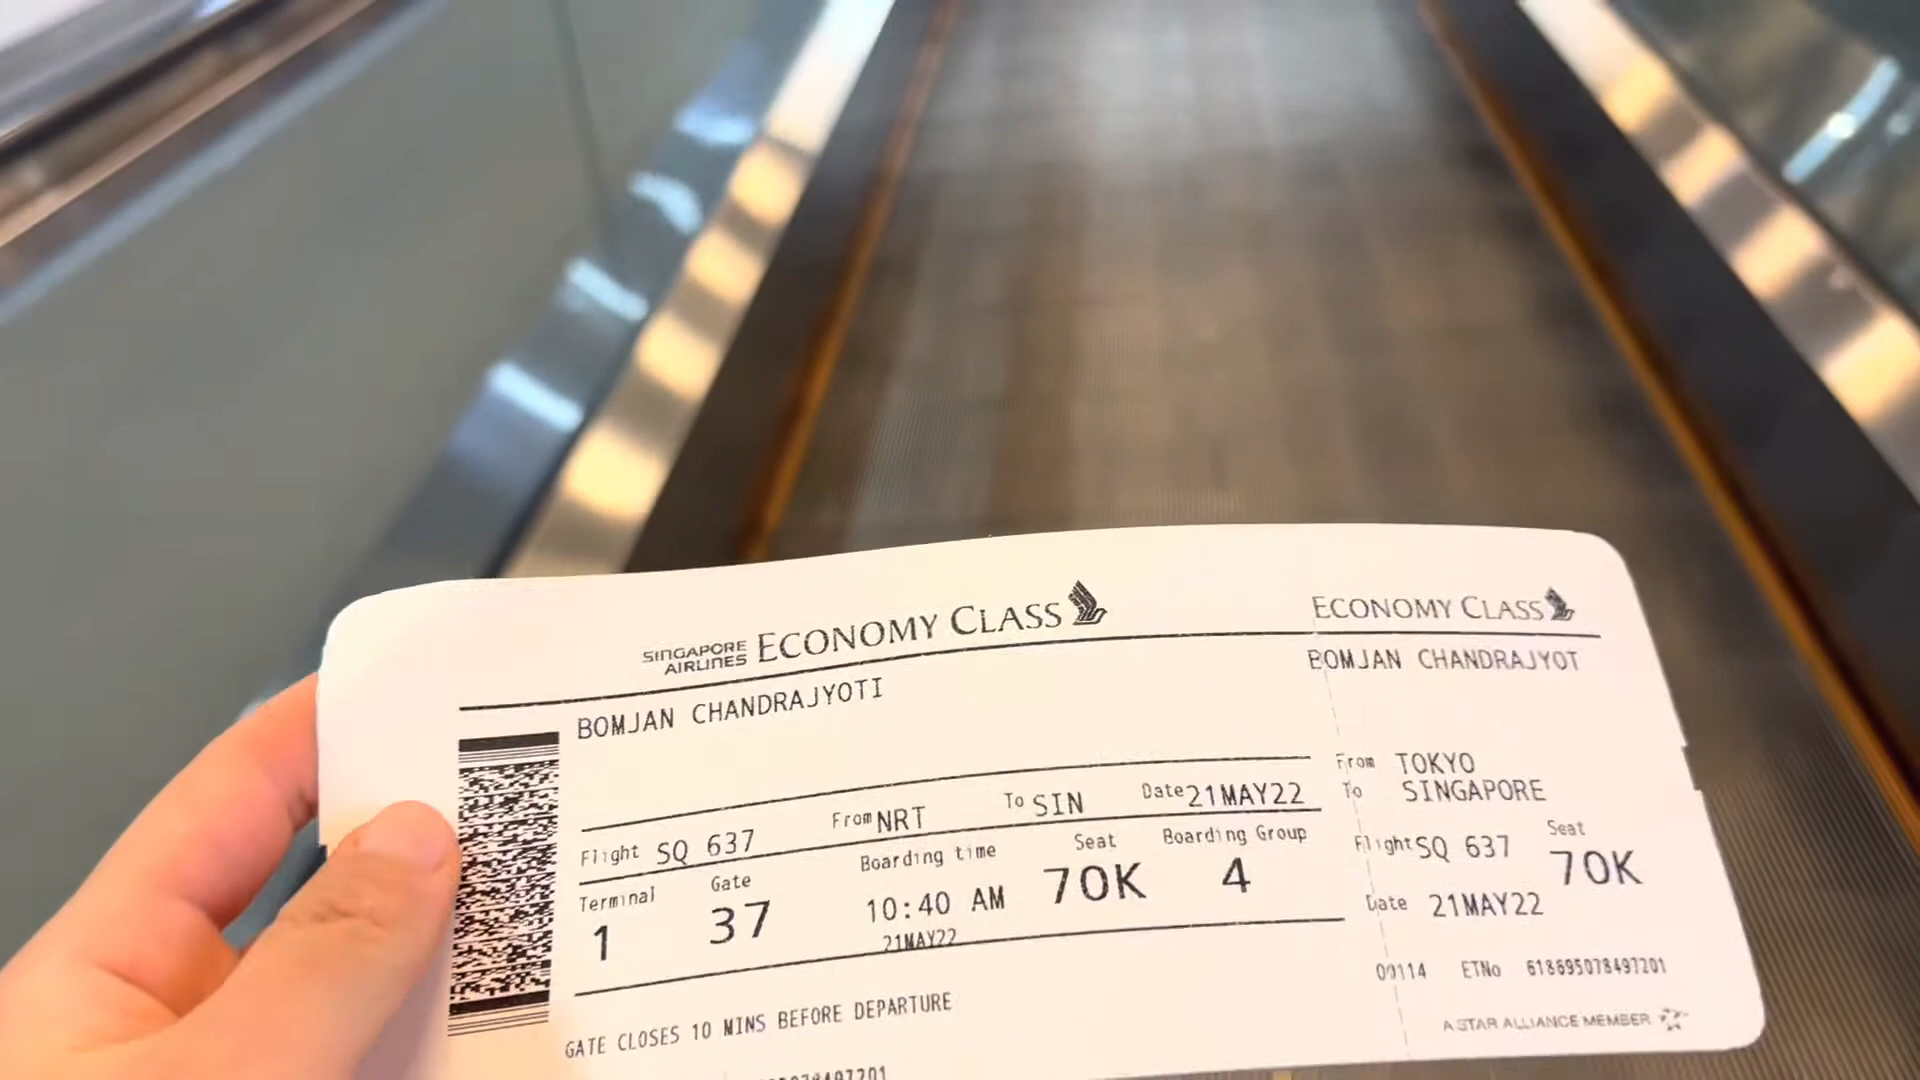 SINGAPORE AIRLINES ECONOMY CLASS
BOMJAN CHANDRAJYOTI
Flight SQ 637 From NRT To SIN Date 21MAY22
Terminal Gate Boarding time Seat Boarding Group
1 37 10:40 AM 70K 4
21MAY22
GATE CLOSES 10 MINS BEFORE DEPARTURE
ECONOMY CLASS
BOMJAN CHANDRAJYOT
From TOKYO
To SINGAPORE
Flight SQ 637 Seat 70K
Date 21MAY22
00114 ETNo 618695078497201
A STAR ALLIANCE MEMBER